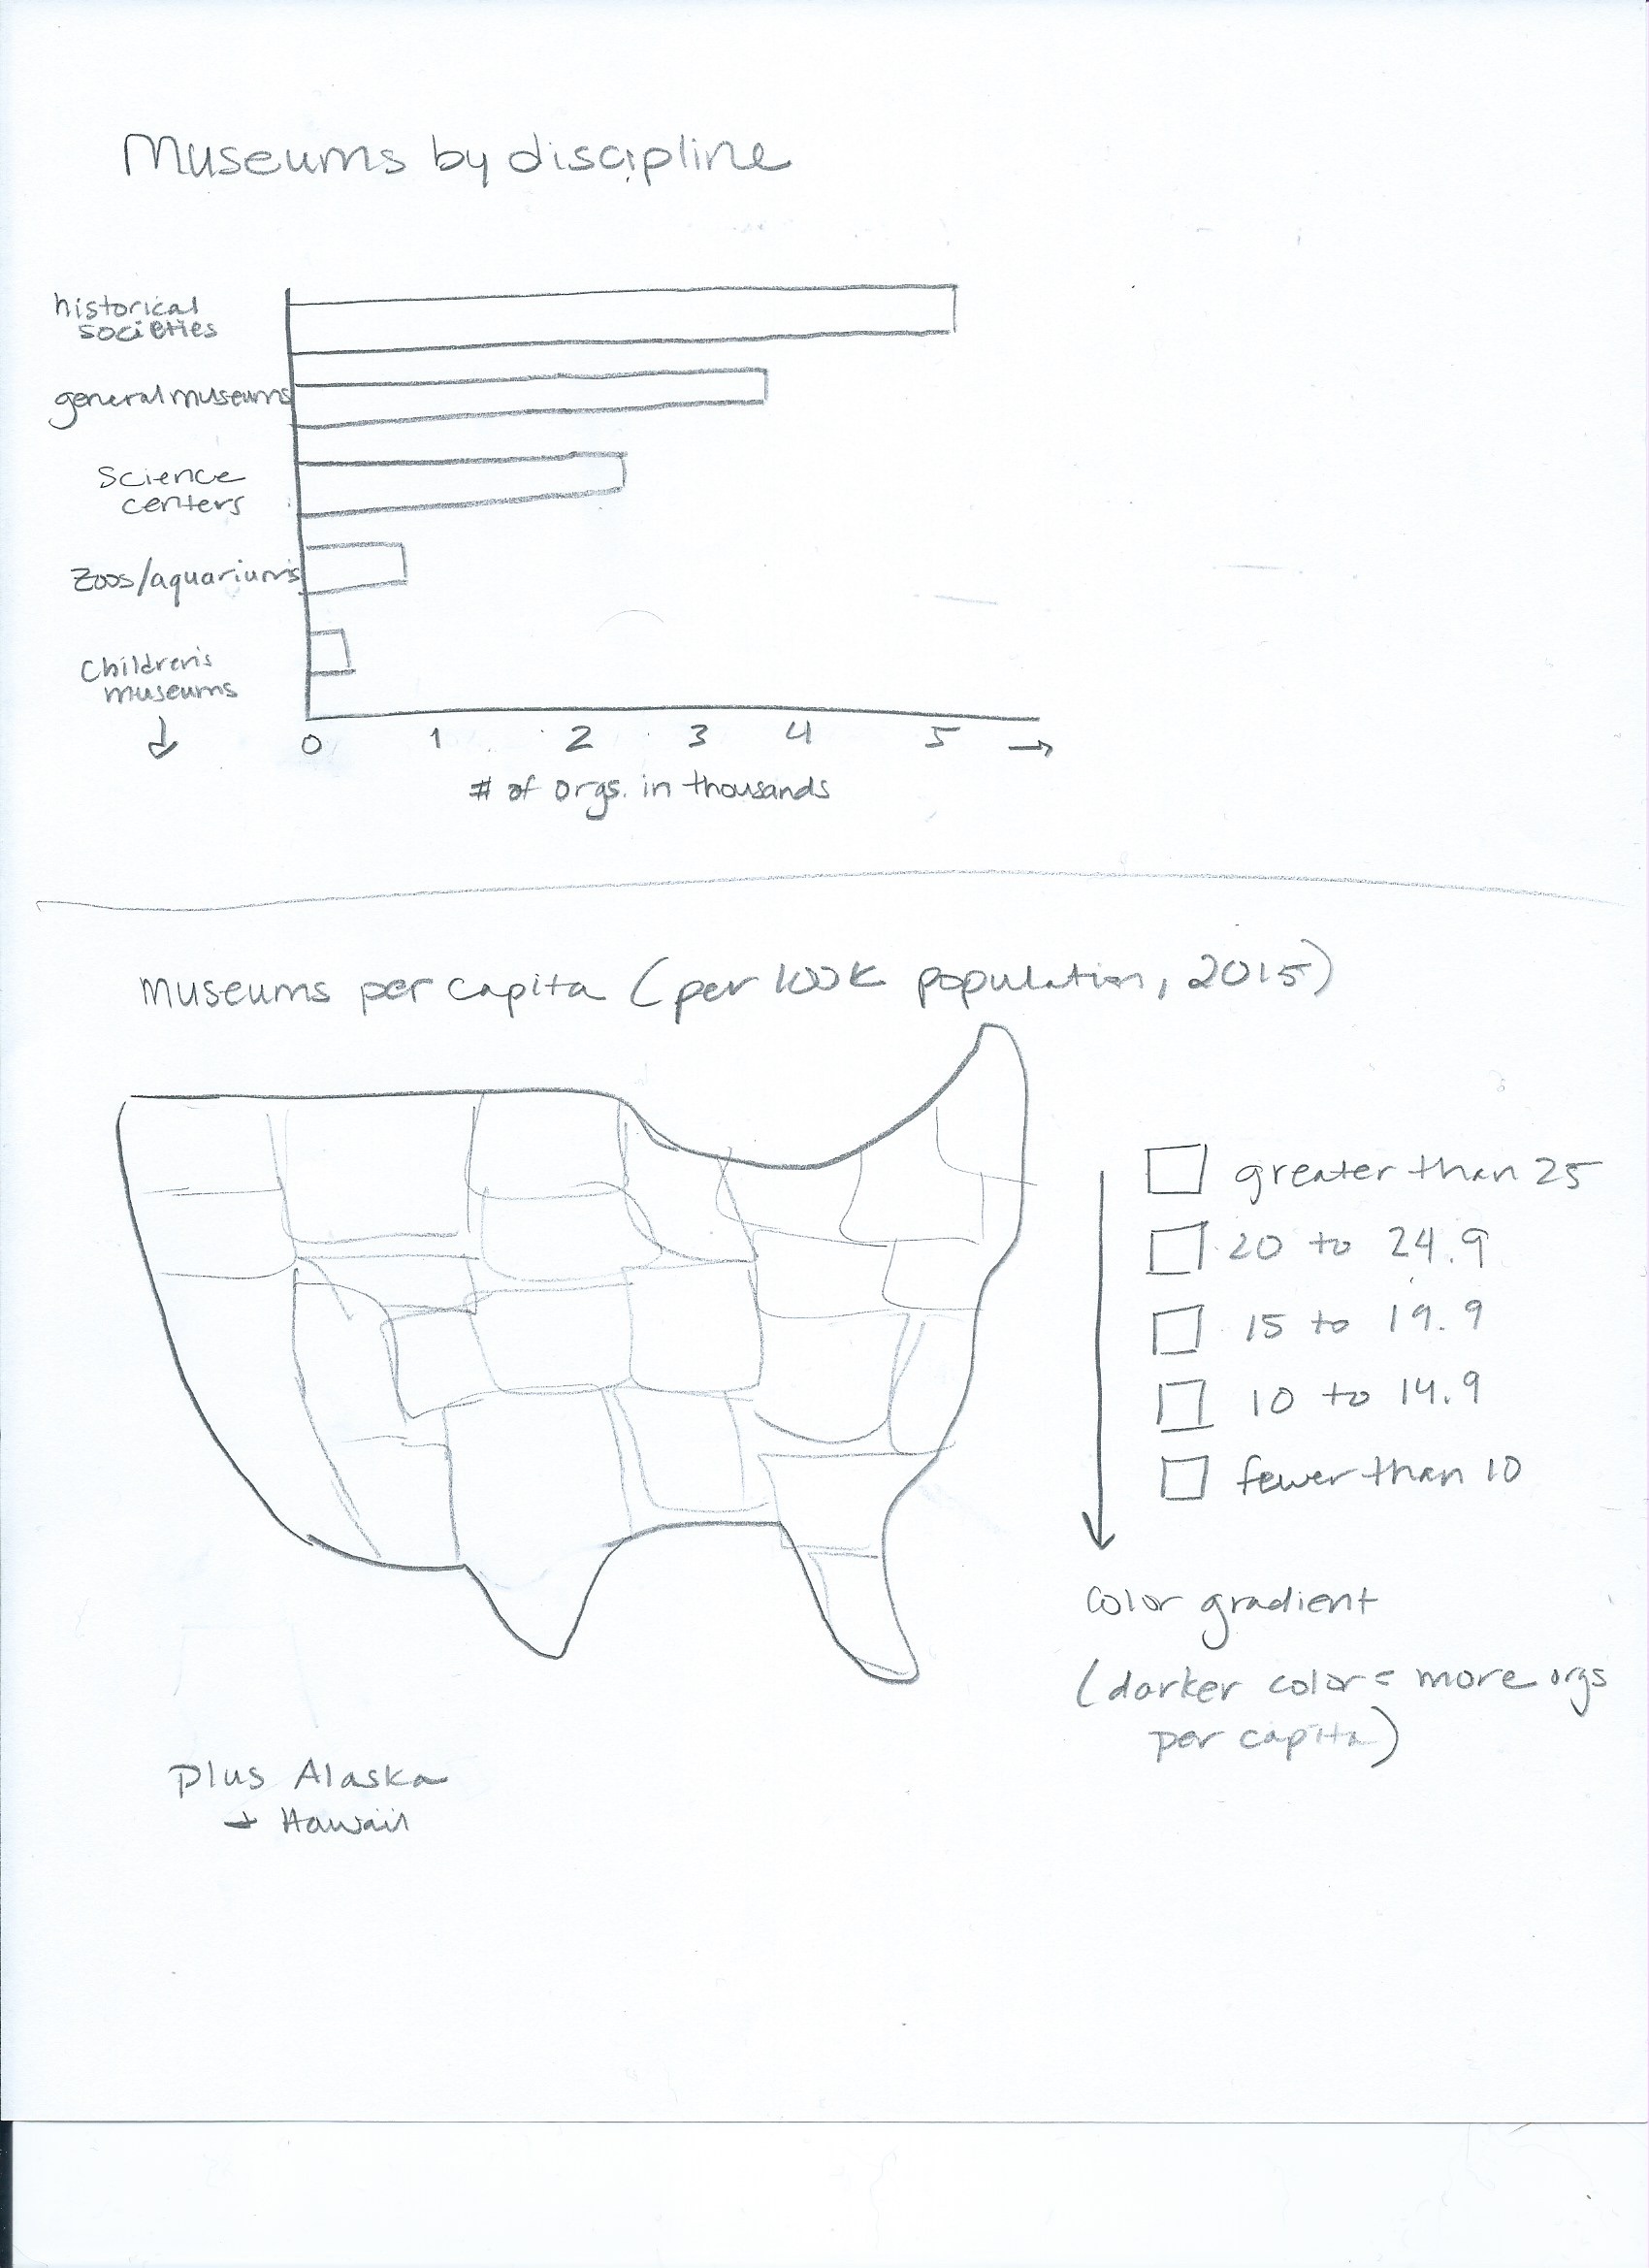 Museums by discipline
historical
societies
general museums
Science
centers
Zoos/aquariums
Children's
museums
0 1 2 3 4 5
# of orgs. in thousands
Museums per capita (per 100K population, 2015)
greater than 25
20 to 24.9
15 to 19.9
10 to 14.9
fewer than 10
Color gradient
(darker color = more orgs
per capita)
Plus Alaska
+ Hawaii